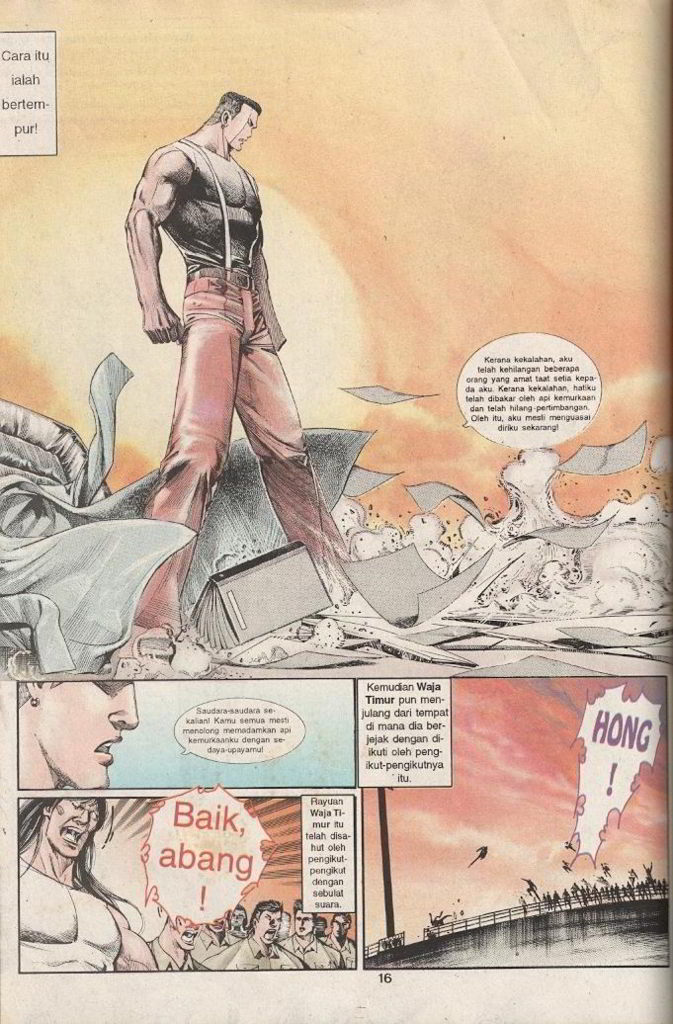 Cara itu
ialah
bertem-
pur!
Kerana kekalahan, aku
telah kehilangan beberapa
orang yang amat taat setia kepa-
da aku. Kerana kekalahan, hatiku
telah dibakar oleh api kemurkaan
dan telah hilang-pertimbangan.
Oleh itu, aku mesti menguasai
diriku sekarang!
Saudara-saudara se-
kalian! Kamu semua mesti
menolong memadamkan api
kemurkaanku dengan se-
daya-upayamu!
Kemudian Waja
Timur pun men-
julang dari tempat
di mana dia ber-
jejak dengan di-
ikuti oleh peng-
ikut-pengikutnya
itu.
HONG
!
Baik,
abang
!
Rayuan
Waja Ti-
mur itu
telah disa-
hut oleh
pengikut-
pengikut
dengan
sebulat
suara.
16